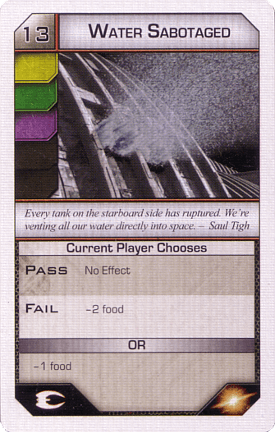 13 WATER SABOTAGED
Every tank on the starboard side has ruptured. We're
venting all our water directly into space. – Saul Tigh
Current Player Chooses
PASS No Effect
FAIL -2 food
OR
-1 food